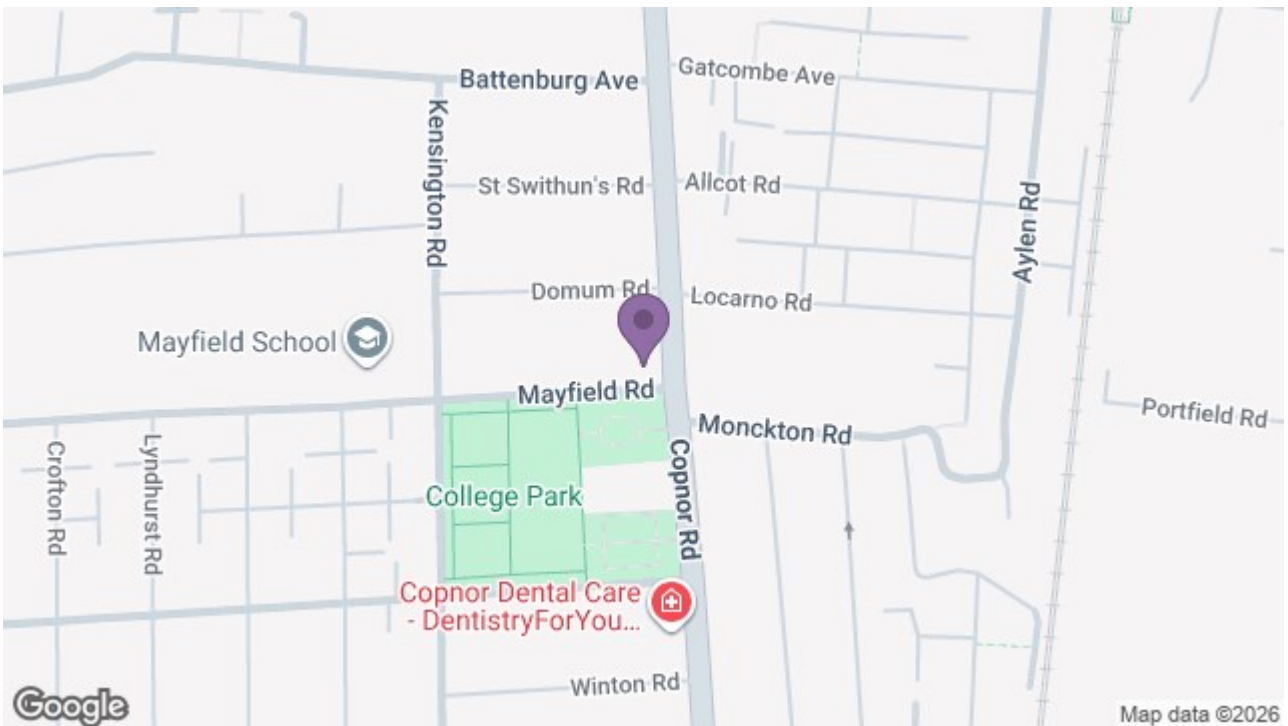 Battenburg Ave
Gatcombe Ave
Kensington Rd
St Swithun's Rd
Allcot Rd
Aylen Rd
Domum Rd
Locarno Rd
Mayfield School
Mayfield Rd
Monckton Rd
Portfield Rd
Crofton Rd
Lyndhurst Rd
College Park
Copnor Rd
Copnor Dental Care
- DentistryForYou...
Winton Rd
Google
Map data ©2026